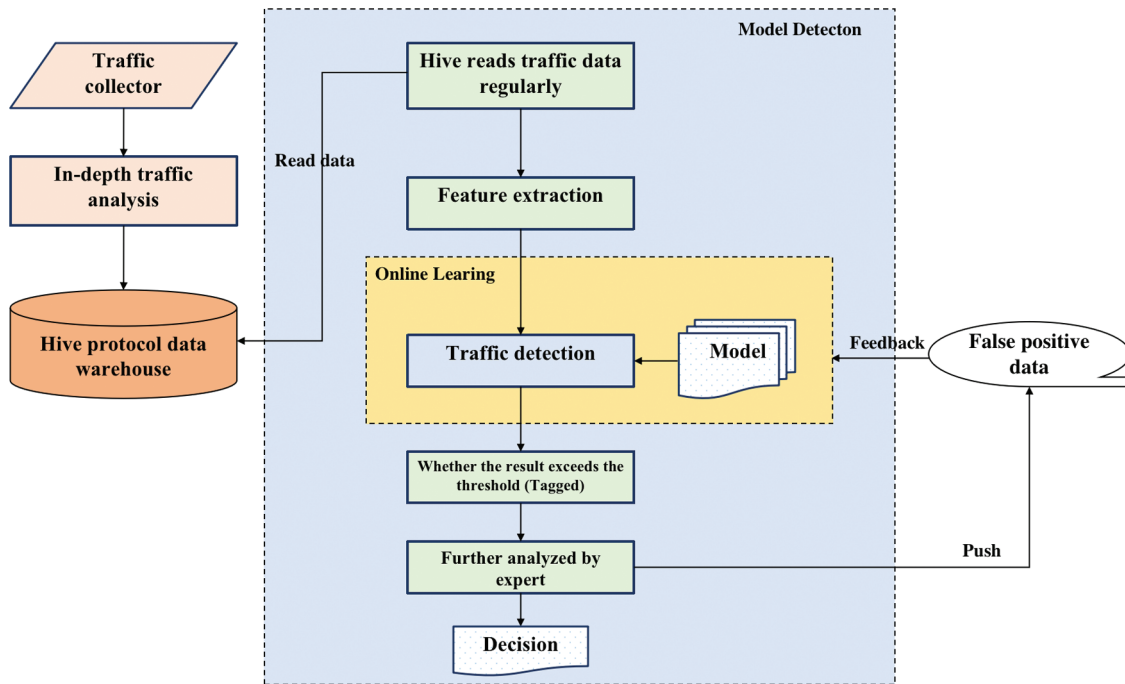 Model Detecton
Traffic
collector
In-depth traffic
analysis
Hive protocol data
warehouse
Read data
Hive reads traffic data
regularly
Feature extraction
Online Learing
Traffic detection
Model
Feedback
False positive
data
Whether the result exceeds the
threshold (Tagged)
Further analyzed by
expert
Push
Decision